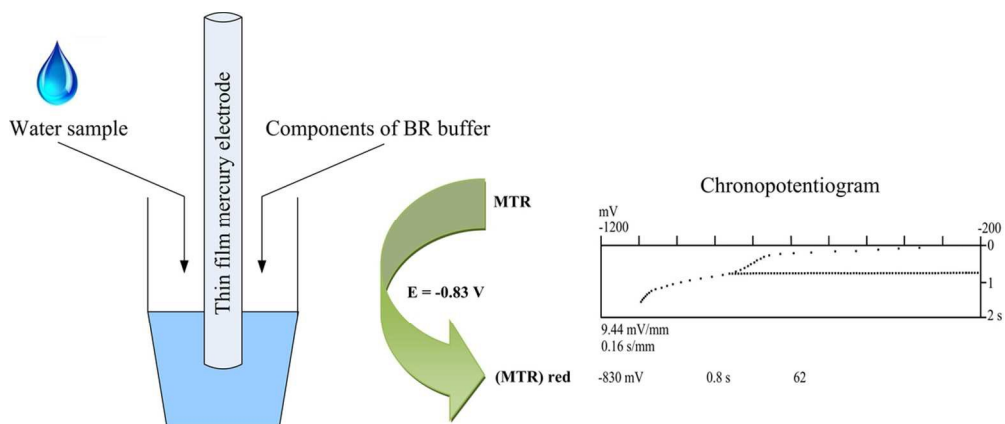 Water sample
Thin film mercury electrode
Components of BR buffer
MTR
E = -0.83 V
(MTR) red
Chronopotentiogram
mV
-1200
-200
0
1
2 s
9.44 mV/mm
0.16 s/mm
-830 mV 0.8 s 62